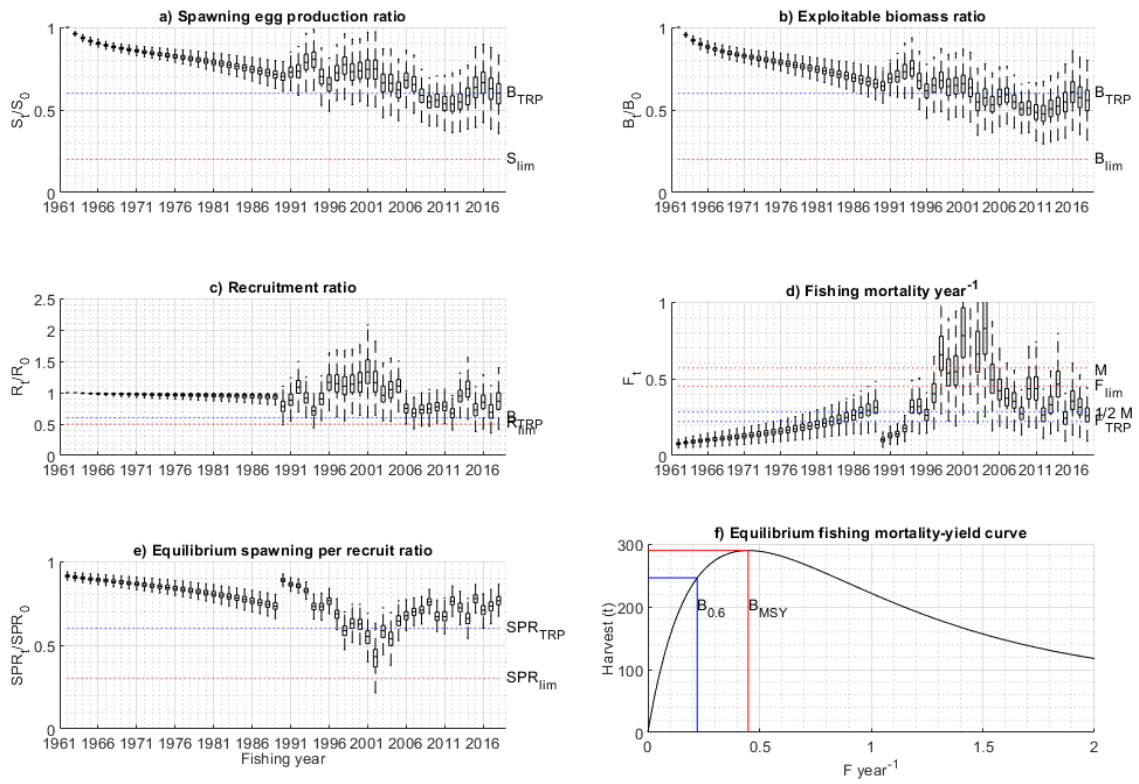 a) Spawning egg production ratio
1
0.5
0
S_t/S_0
B_TRP
S_lim
1961 1966 1971 1976 1981 1986 1991 1996 2001 2006 2011 2016
b) Exploitable biomass ratio
1
0.5
0
B_t/B_0
B_TRP
B_lim
1961 1966 1971 1976 1981 1986 1991 1996 2001 2006 2011 2016
c) Recruitment ratio
2.5
2
1.5
1
0.5
0
R_t/R_0
B_TRP
R_lim
1961 1966 1971 1976 1981 1986 1991 1996 2001 2006 2011 2016
d) Fishing mortality year^-1
1
0.5
0
F_t
M
F_lim
1/2 M
F_TRP
1961 1966 1971 1976 1981 1986 1991 1996 2001 2006 2011 2016
e) Equilibrium spawning per recruit ratio
1
0.5
0
SPR_t/SPR_0
SPR_TRP
SPR_lim
1961 1966 1971 1976 1981 1986 1991 1996 2001 2006 2011 2016
Fishing year
f) Equilibrium fishing mortality-yield curve
300
200
100
0
Harvest (t)
B_0.6
B_MSY
0 0.5 1 1.5 2
F year^-1